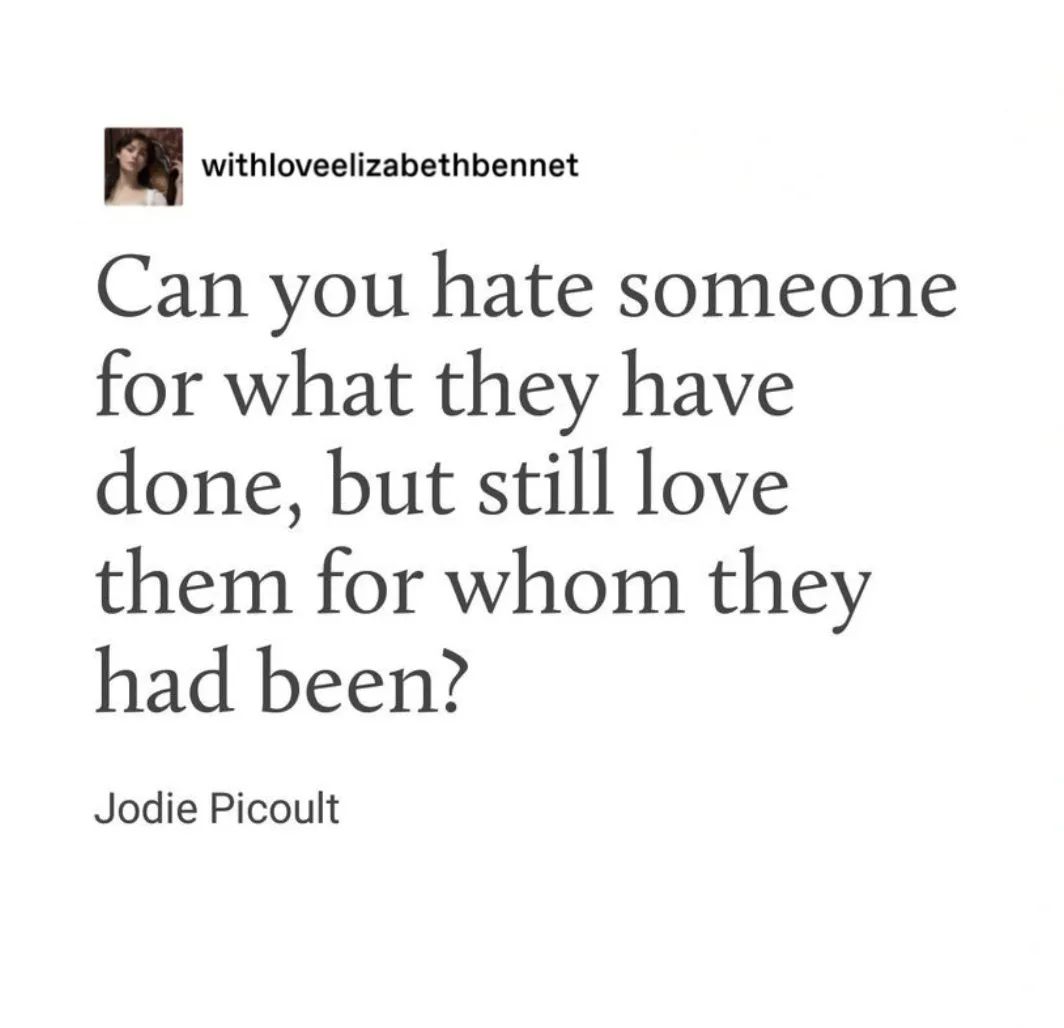 withloveelizabethbennet
Can you hate someone
for what they have
done, but still love
them for whom they
had been?
Jodie Picoult